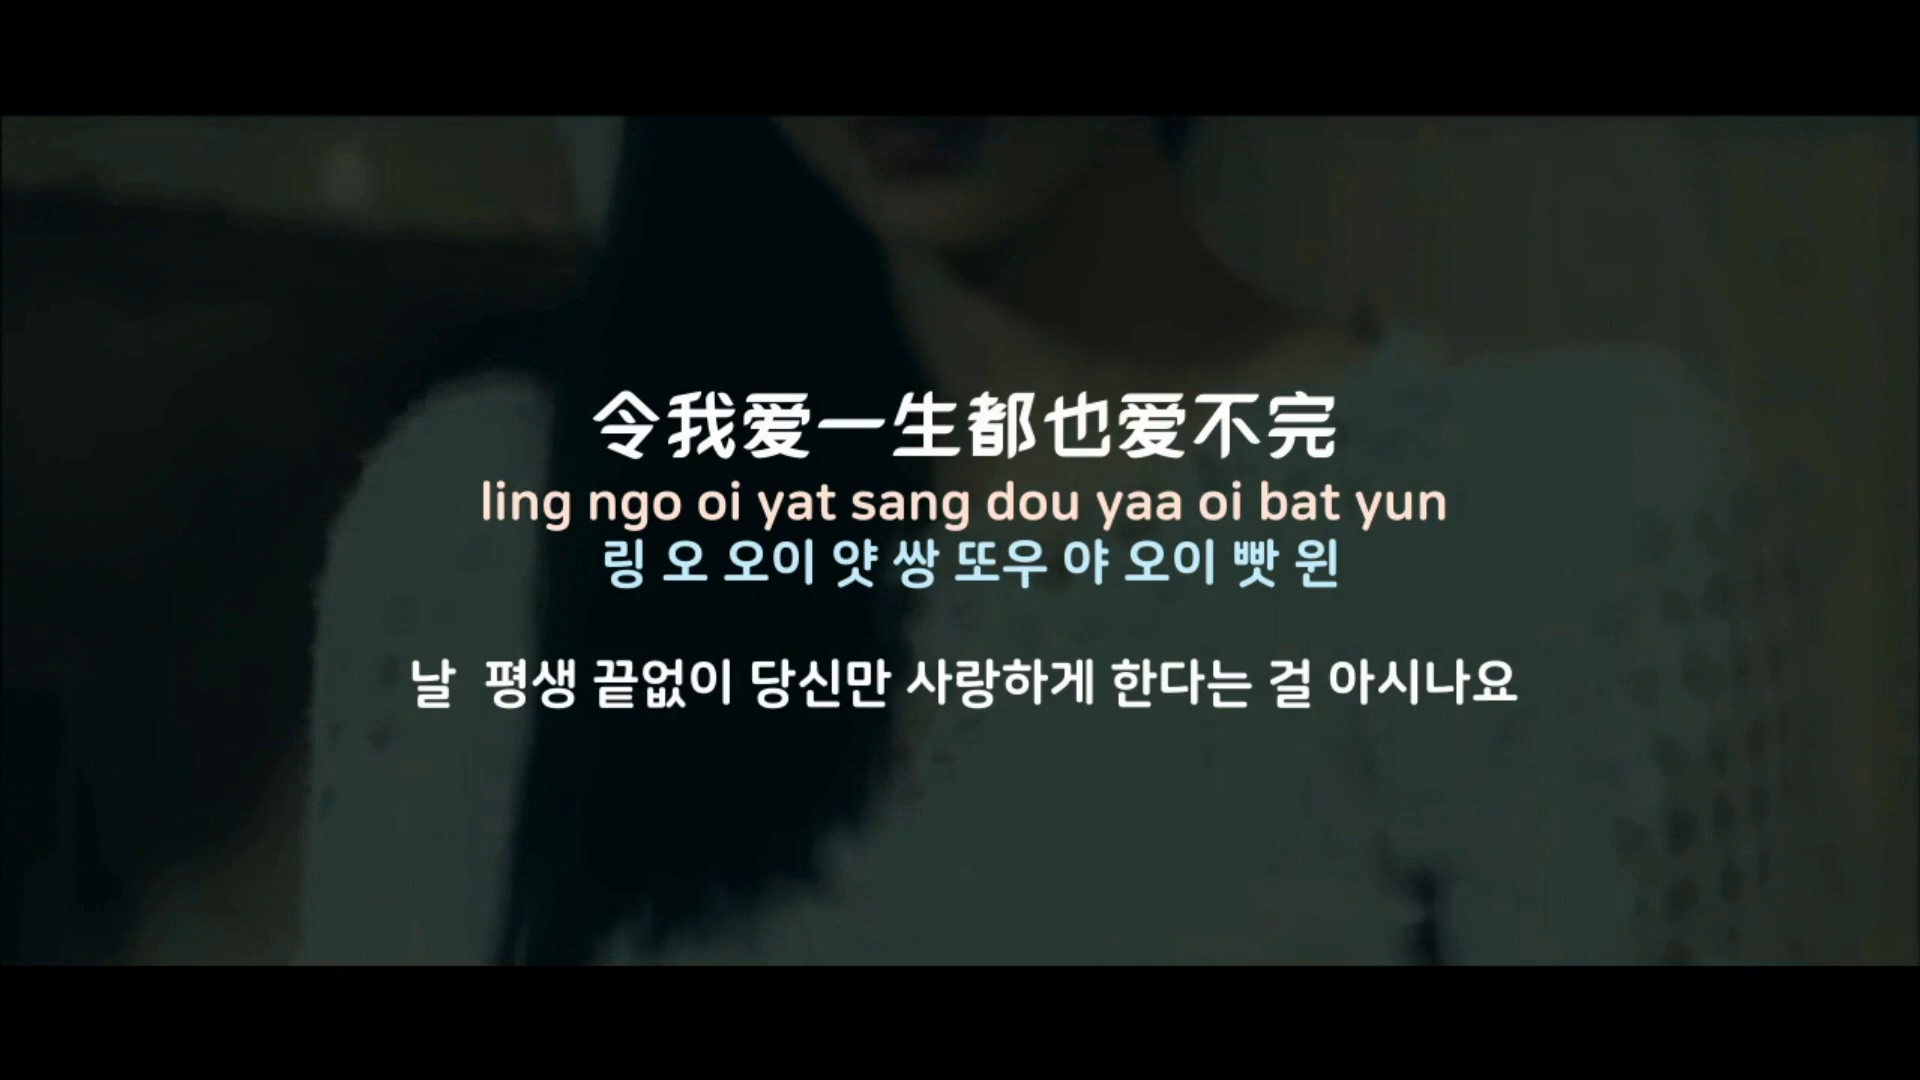 令我爱一生都也爱不完
ling ngo oi yat sang dou yaa oi bat yun
링 오 오이 얏 쌍 또우 야 오이 빳 윈
날 평생 끝없이 당신만 사랑하게 한다는 걸 아시나요